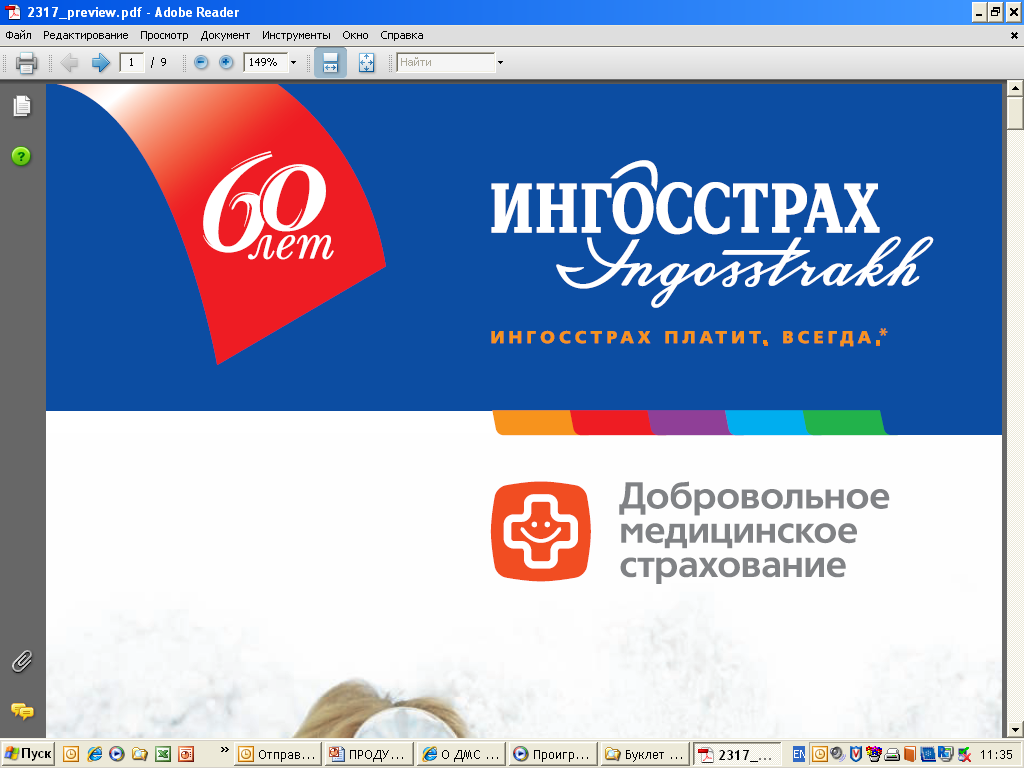 2317_preview.pdf - Adobe Reader
Файл Редактирование Просмотр Документ Инструменты Окно Справка
1 / 9 149% Найти
60
лет
ИНГОССТРАХ
Ingosstrakh
ИНГОССТРАХ ПЛАТИТ. ВСЕГДА.*
Добровольное
медицинское
страхование
Пуск » Отправ... ПРОДУ... О ДМС ... Проигр... Буклет ... 2317_... EN 11:35